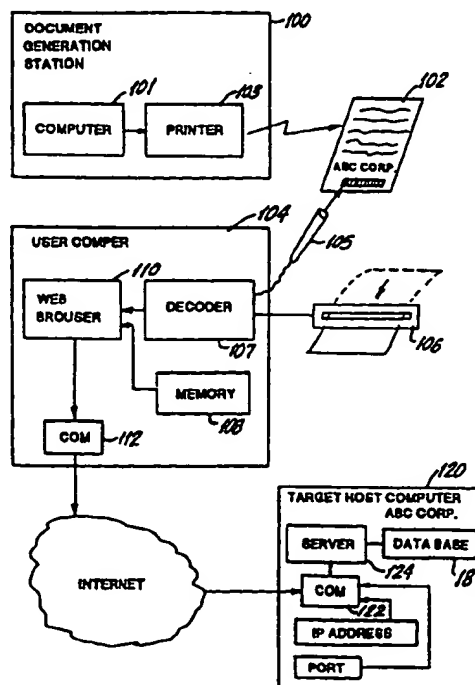 100
DOCUMENT
GENERATION
STATION
101
103
COMPUTER
PRINTER
102
ABC CORP.
104
USER COMPER
105
110
WEB
BROUSER
DECODER
107
106
MEMORY
108
COM
112
120
TARGET HOST COMPUTER
ABC CORP.
SERVER
DATA BASE
124
18
INTERNET
COM
122
IP ADDRESS
PORT